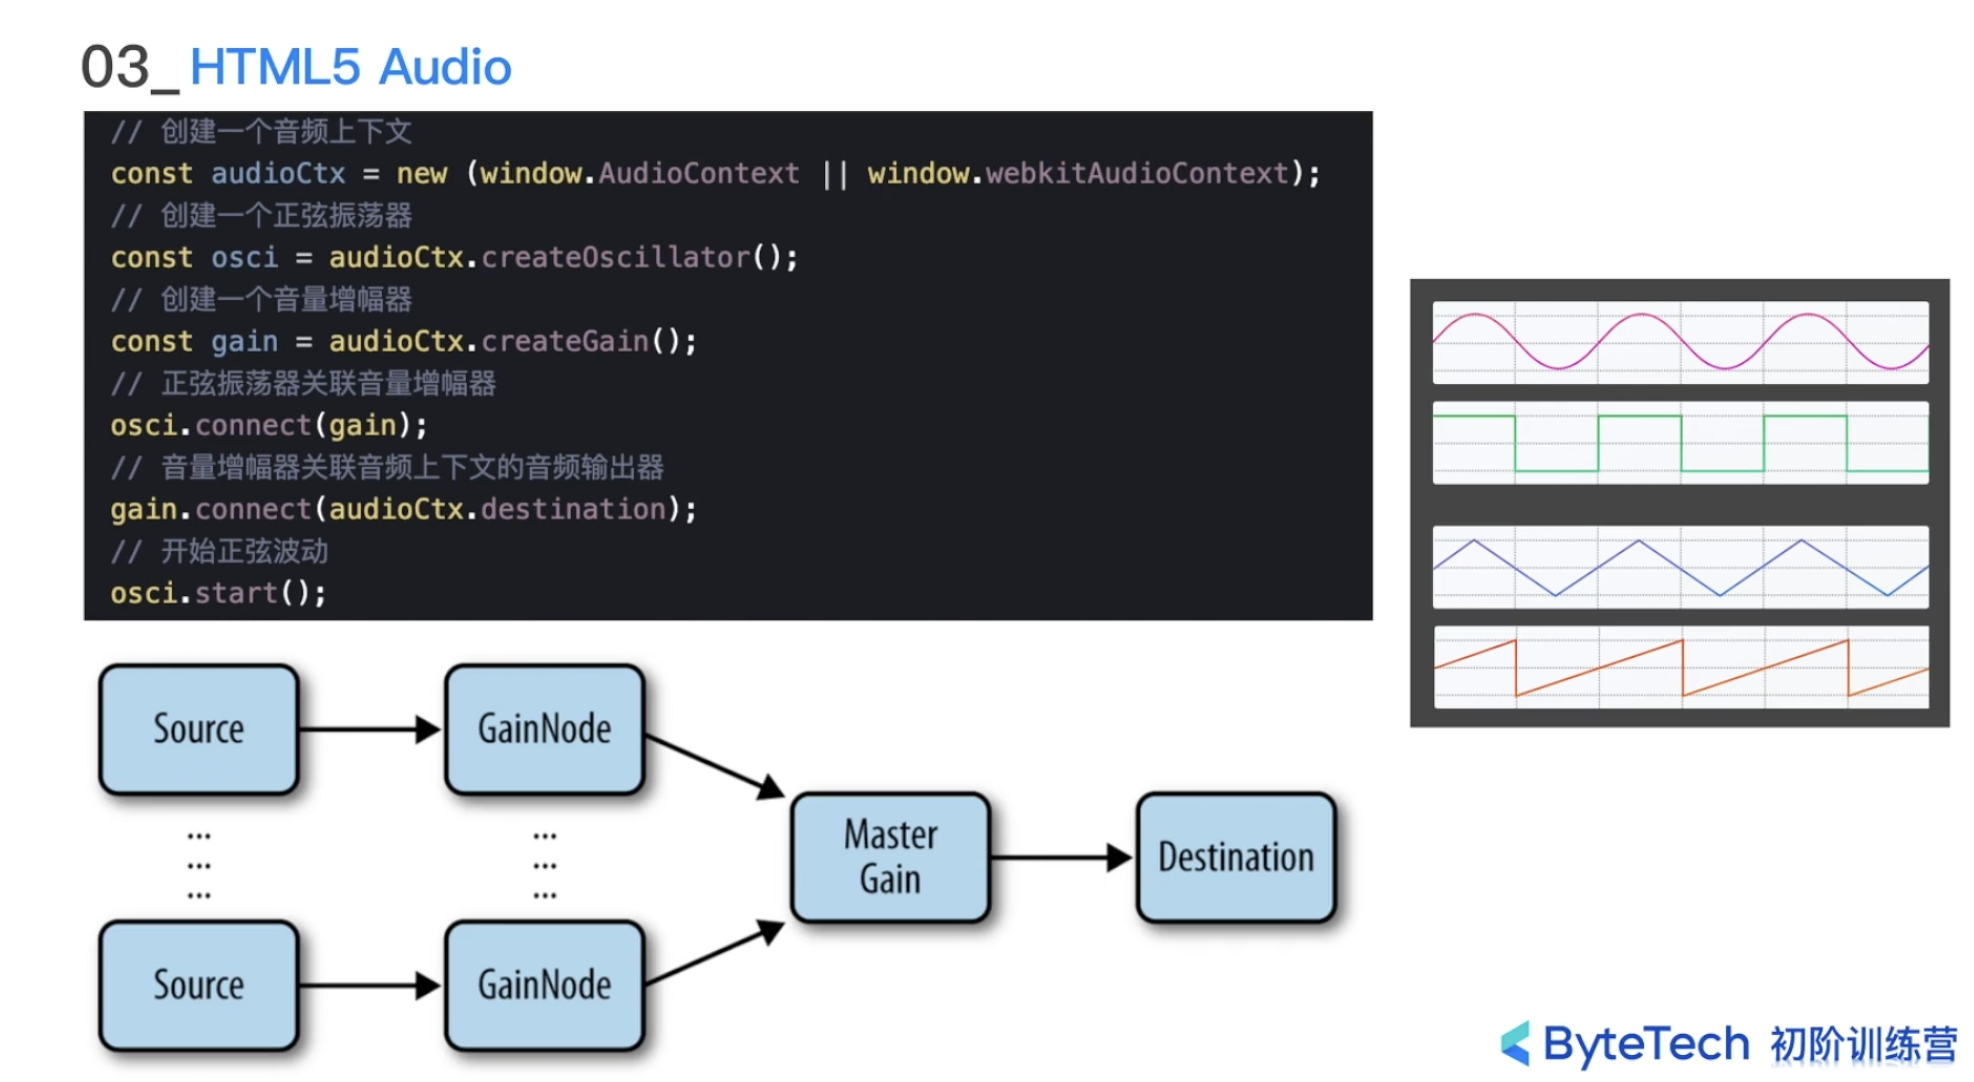 03_ HTML5 Audio
// 创建一个音频上下文
const audioCtx = new (window.AudioContext || window.webkitAudioContext);
// 创建一个正弦振荡器
const osci = audioCtx.createOscillator();
// 创建一个音量增幅器
const gain = audioCtx.createGain();
// 正弦振荡器关联音量增幅器
osci.connect(gain);
// 音量增幅器关联音频上下文的音频输出器
gain.connect(audioCtx.destination);
// 开始正弦波动
osci.start();
Source
GainNode
...
...
...
...
...
...
Master
Gain
Destination
Source
GainNode
ByteTech 初阶训练营